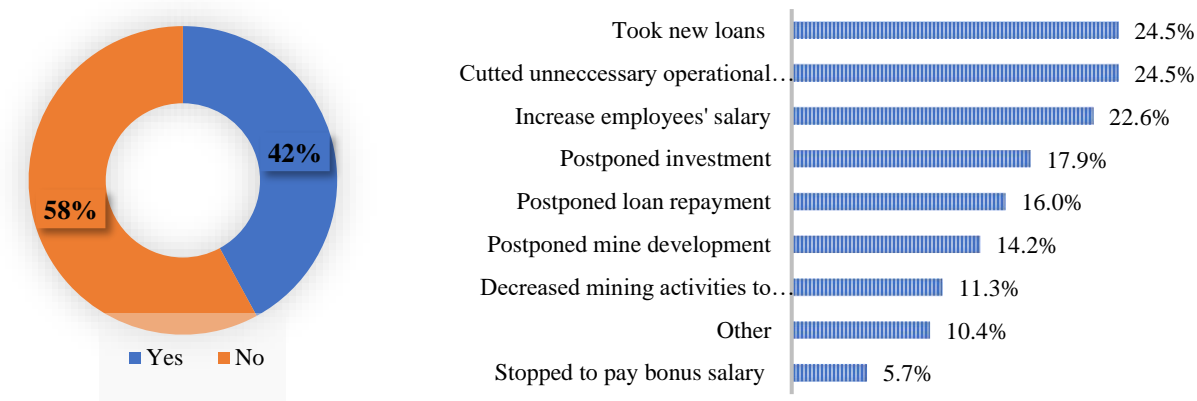 42%
58%
Yes No
Took new loans 24.5%
Cutted unneccessary operational… 24.5%
Increase employees' salary 22.6%
Postponed investment 17.9%
Postponed loan repayment 16.0%
Postponed mine development 14.2%
Decreased mining activities to… 11.3%
Other 10.4%
Stopped to pay bonus salary 5.7%